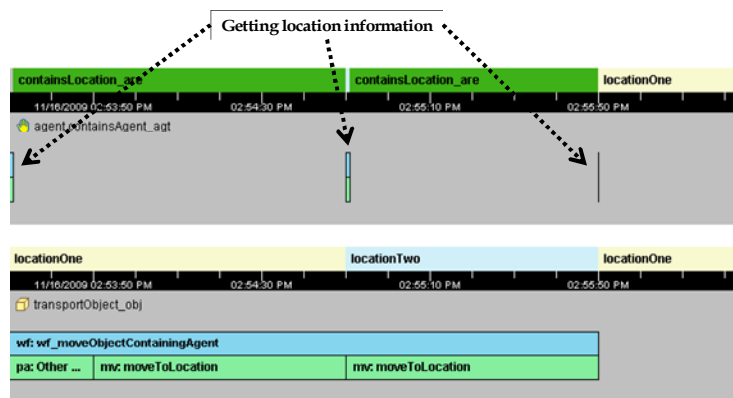 Getting location information
containsLocation_are containsLocation_are locationOne
11/16/2009 02:53:50 PM 02:54:30 PM 02:55:10 PM 02:55:50 PM
agent.containsAgent_agt
locationOne locationTwo locationOne
11/16/2009 02:53:50 PM 02:54:30 PM 02:55:10 PM 02:55:50 PM
transportObject_obj
wf: wf_moveObjectContainingAgent
pa: Other ... mv: moveToLocation mv: moveToLocation